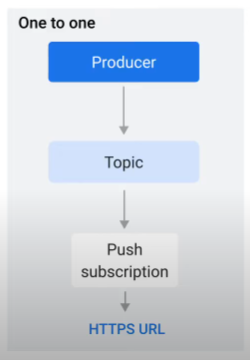 One to one
Producer
Topic
Push
subscription
HTTPS URL